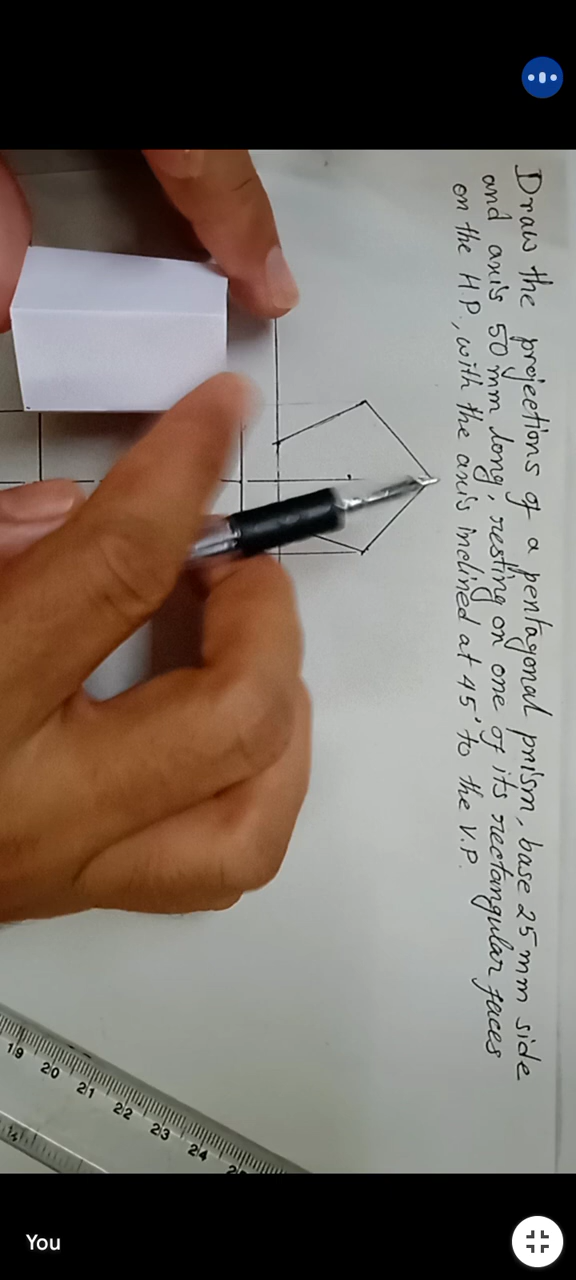 Draw the projections of a pentagonal prism, base 25 mm side
and axis 50 mm long, resting on one of its rectangular faces
on the HP, with the axis inclined at 45° to the V.P.
19 20 21 22 23 24
You